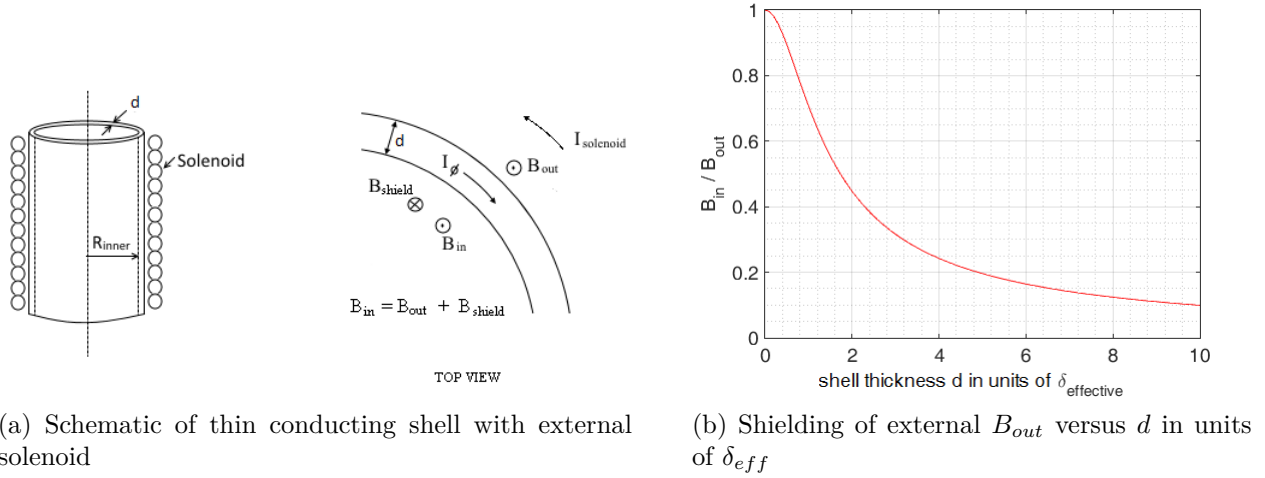 d
Solenoid
R_inner
d
I_ϕ
I_solenoid
B_out
B_shield
B_in
B_in = B_out + B_shield
TOP VIEW
(a) Schematic of thin conducting shell with external
solenoid
1
0.8
0.6
0.4
0.2
0
B_in / B_out
0 2 4 6 8 10
shell thickness d in units of δ_effective
(b) Shielding of external B_out versus d in units
of δ_eff